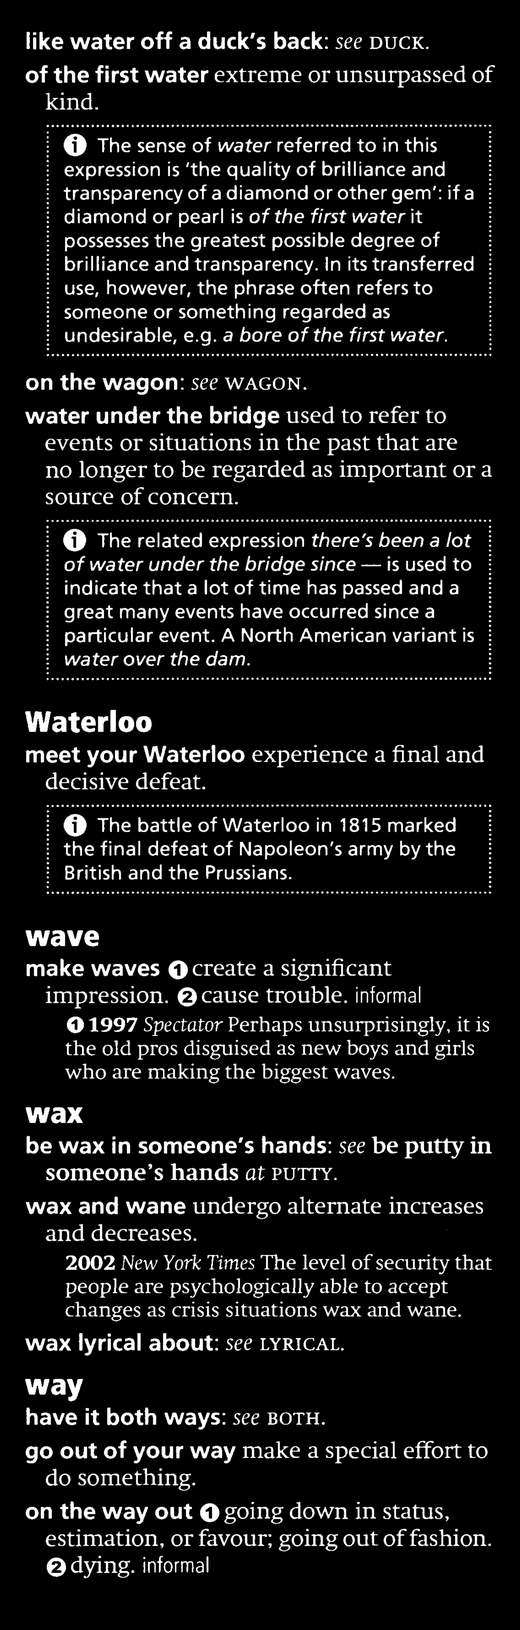 like water off a duck's back: see DUCK.
of the first water extreme or unsurpassed of
kind.
ⓘ The sense of water referred to in this
expression is ‘the quality of brilliance and
transparency of a diamond or other gem’: if a
diamond or pearl is of the first water it
possesses the greatest possible degree of
brilliance and transparency. In its transferred
use, however, the phrase often refers to
someone or something regarded as
undesirable, e.g. a bore of the first water.
on the wagon: see WAGON.
water under the bridge used to refer to
events or situations in the past that are
no longer to be regarded as important or a
source of concern.
ⓘ The related expression there's been a lot
of water under the bridge since — is used to
indicate that a lot of time has passed and a
great many events have occurred since a
particular event. A North American variant is
water over the dam.
Waterloo
meet your Waterloo experience a final and
decisive defeat.
ⓘ The battle of Waterloo in 1815 marked
the final defeat of Napoleon's army by the
British and the Prussians.
wave
make waves ❶ create a significant
impression. ❷ cause trouble. informal
❶ 1997 Spectator Perhaps unsurprisingly, it is
the old pros disguised as new boys and girls
who are making the biggest waves.
wax
be wax in someone's hands: see be putty in
someone's hands at PUTTY.
wax and wane undergo alternate increases
and decreases.
2002 New York Times The level of security that
people are psychologically able to accept
changes as crisis situations wax and wane.
wax lyrical about: see LYRICAL.
way
have it both ways: see BOTH.
go out of your way make a special effort to
do something.
on the way out ❶ going down in status,
estimation, or favour; going out of fashion.
❷ dying. informal